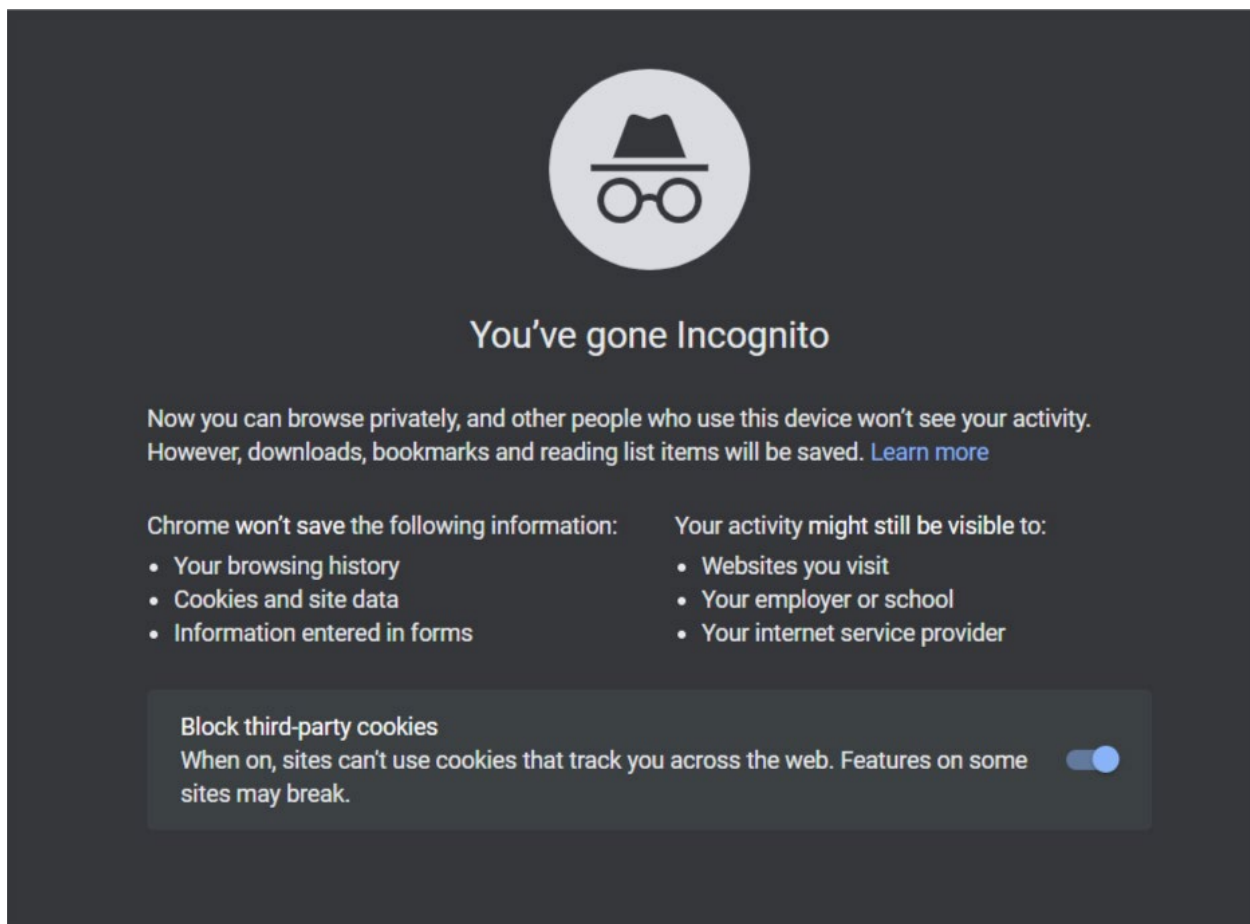 You've gone Incognito
Now you can browse privately, and other people who use this device won't see your activity.
However, downloads, bookmarks and reading list items will be saved. Learn more
Chrome won't save the following information:
• Your browsing history
• Cookies and site data
• Information entered in forms
Your activity might still be visible to:
• Websites you visit
• Your employer or school
• Your internet service provider
Block third-party cookies
When on, sites can't use cookies that track you across the web. Features on some
sites may break.